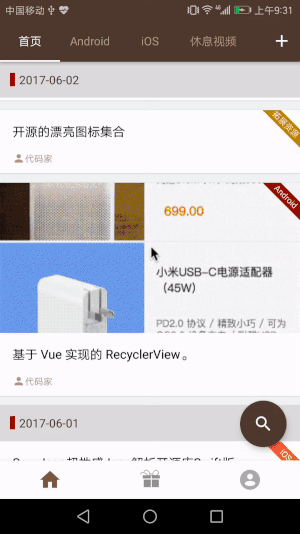 中国移动 上午9:31
首页 Android iOS 休息视频 +
2017-06-02
拓展资源
开源的漂亮图标集合
代码家
Android
699.00
小米USB-C电源适配器
（45W）
PD2.0 协议 / 精致小巧 / 可为
基于 Vue 实现的 RecyclerView。
代码家
2017-06-01
iOS